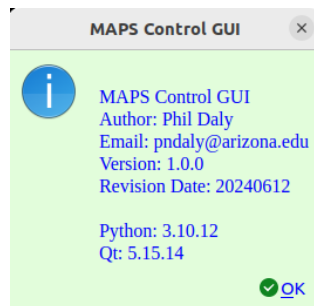 MAPS Control GUI
MAPS Control GUI
Author: Phil Daly
Email: pndaly@arizona.edu
Version: 1.0.0
Revision Date: 20240612
Python: 3.10.12
Qt: 5.15.14
OK